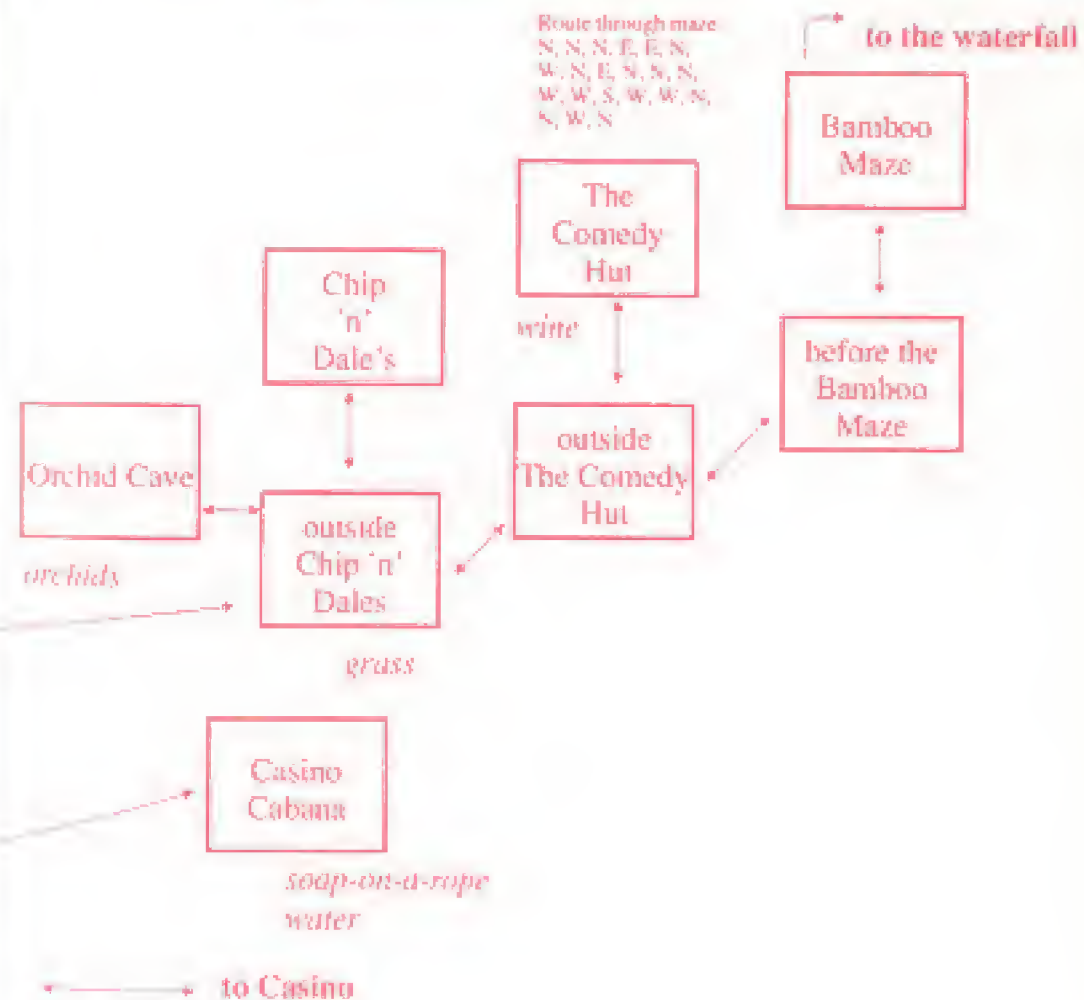 Route through maze
N, N, N, E, E, N,
W, N, E, N, N, N,
W, W, S, W, W, N,
N, W, N
to the waterfall
Bamboo
Maze
The
Comedy
Hut
wine
Chip
'n'
Dale's
before the
Bamboo
Maze
outside
The Comedy
Hut
Orchid Cave
orchids
outside
Chip 'n'
Dales
grass
Casino
Cabana
soap-on-a-rope
water
to Casino